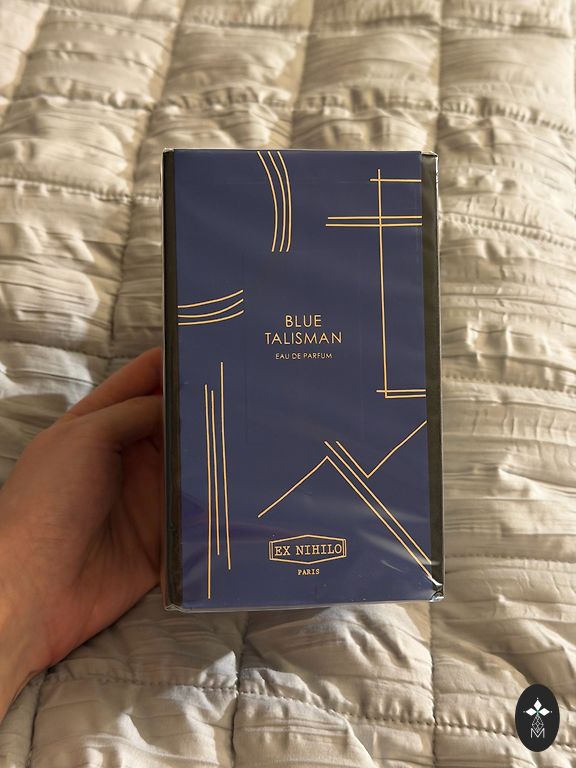 BLUE
TALISMAN
EAU DE PARFUM
EX NIHILO
PARIS